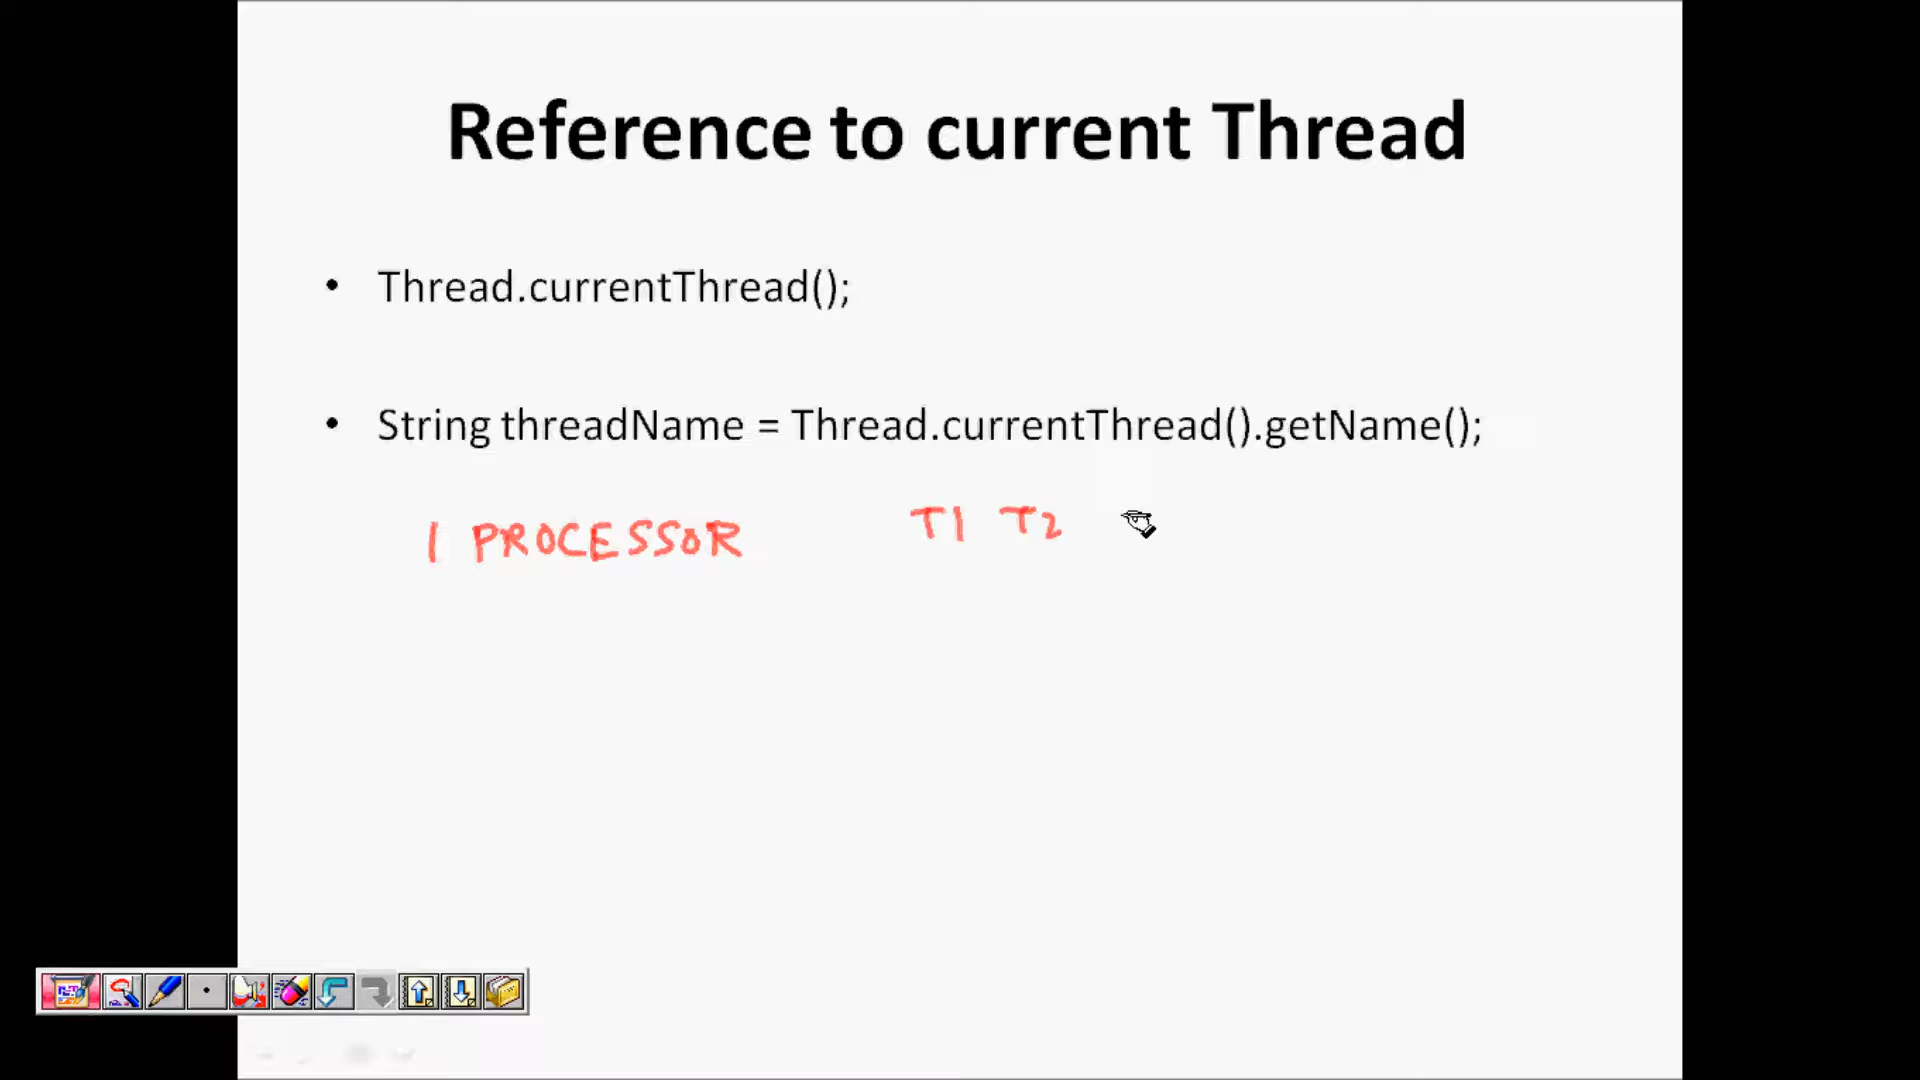 Reference to current Thread
• Thread.currentThread();
• String threadName = Thread.currentThread().getName();
1 PROCESSOR T1 T2